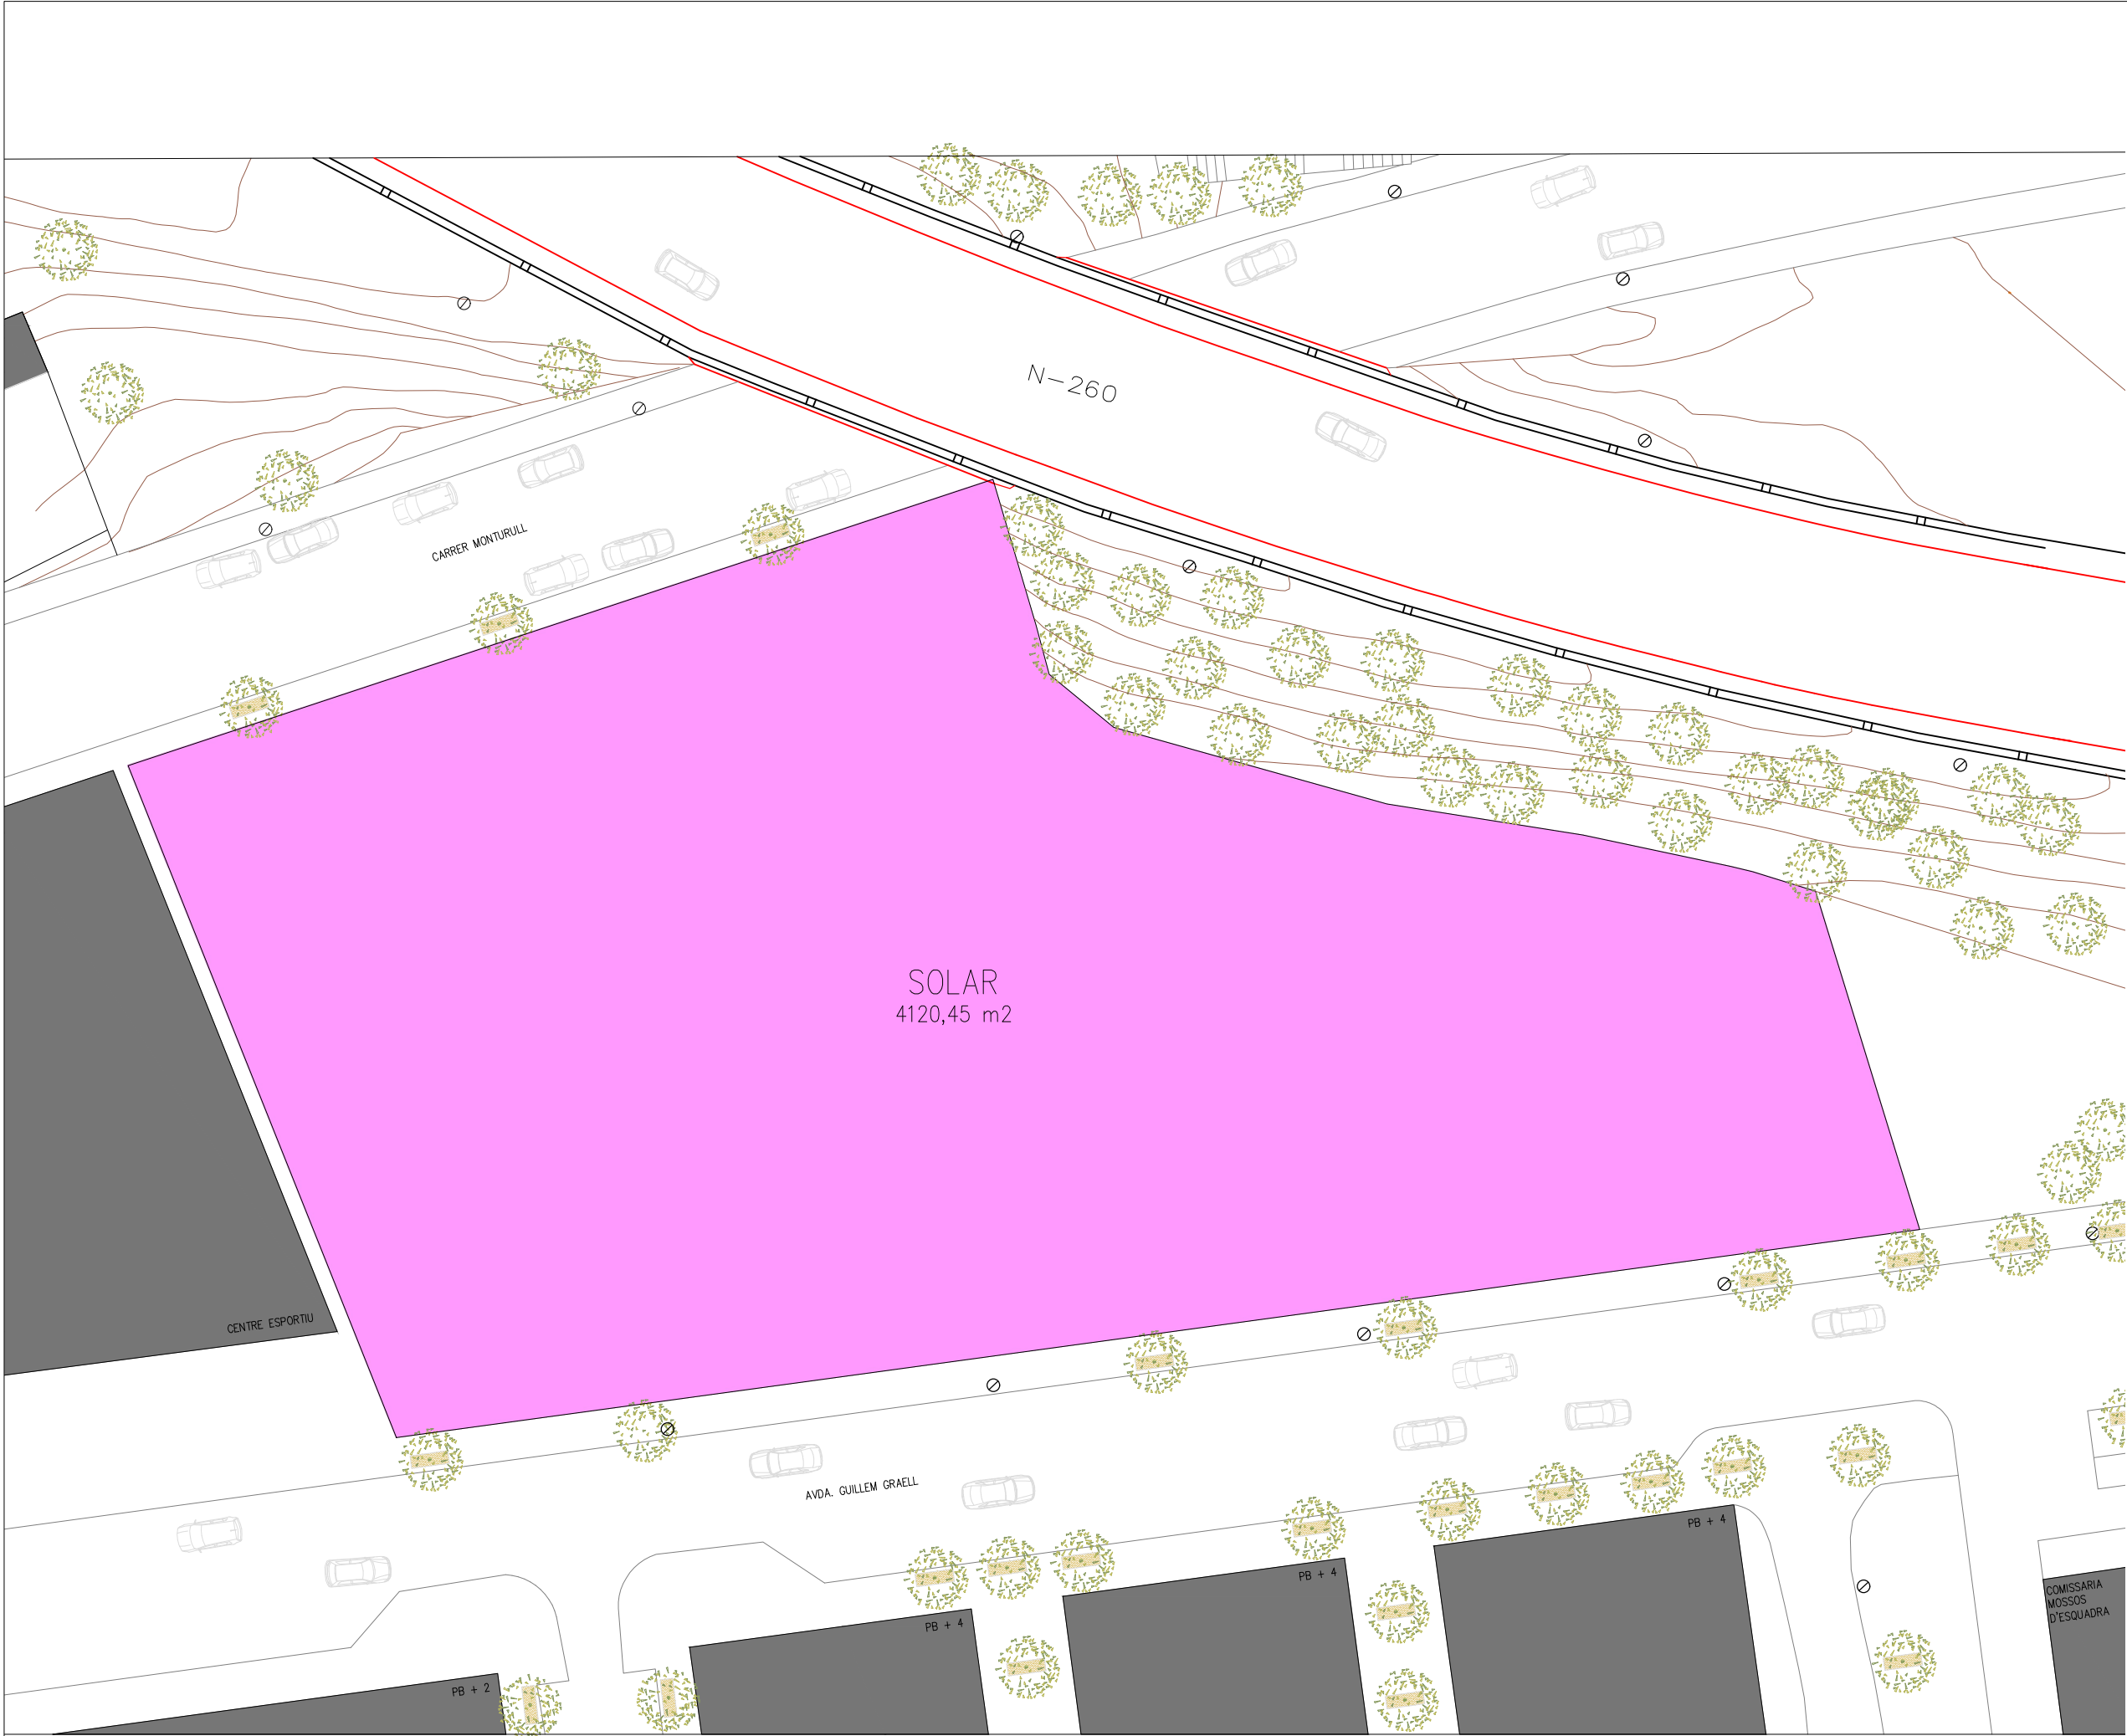 N-260
CARRER MONTURULL
SOLAR
4120,45 m2
CENTRE ESPORTIU
AVDA. GUILLEM GRAELL
PB + 4
PB + 4
PB + 4
PB + 2
COMISSARIA
MOSSOS
D'ESQUADRA